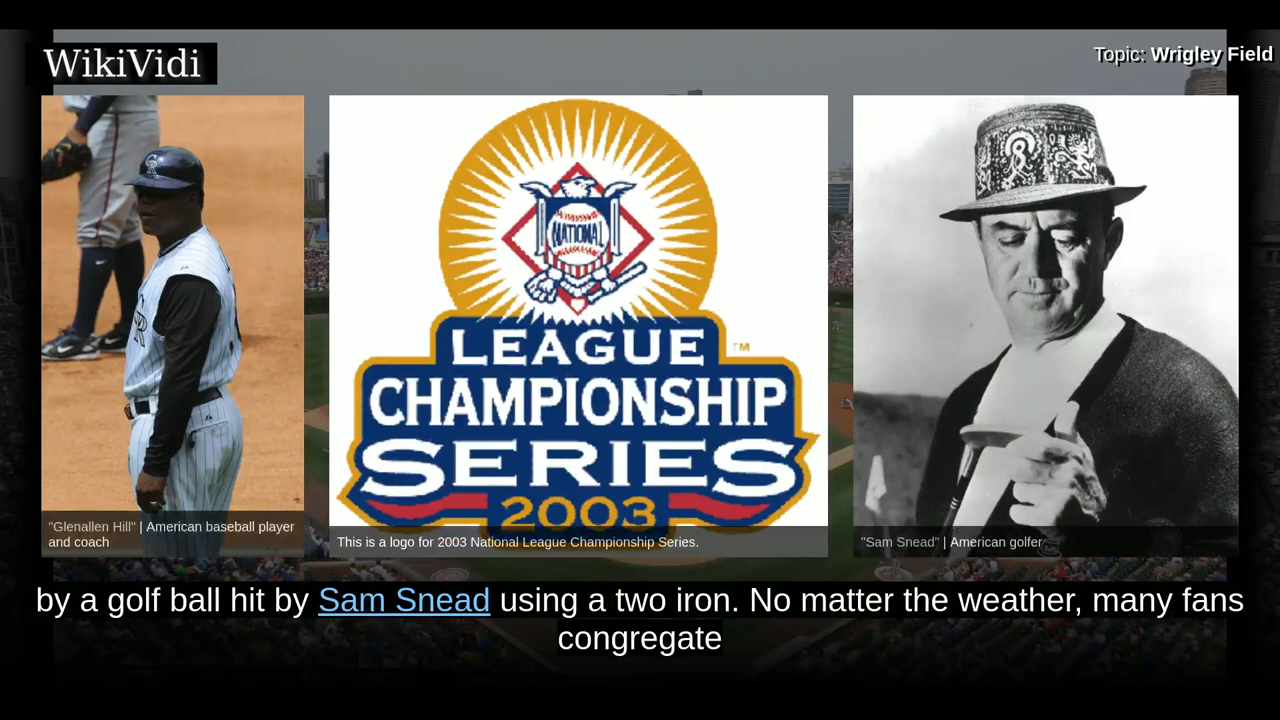 WikiVidi
Topic: Wrigley Field
CR
R
NATIONAL
LEAGUE
TM
CHAMPIONSHIP
SERIES
2003
"Glenallen Hill" | American baseball player
and coach
This is a logo for 2003 National League Championship Series.
"Sam Snead" | American golfer
by a golf ball hit by Sam Snead using a two iron. No matter the weather, many fans
congregate